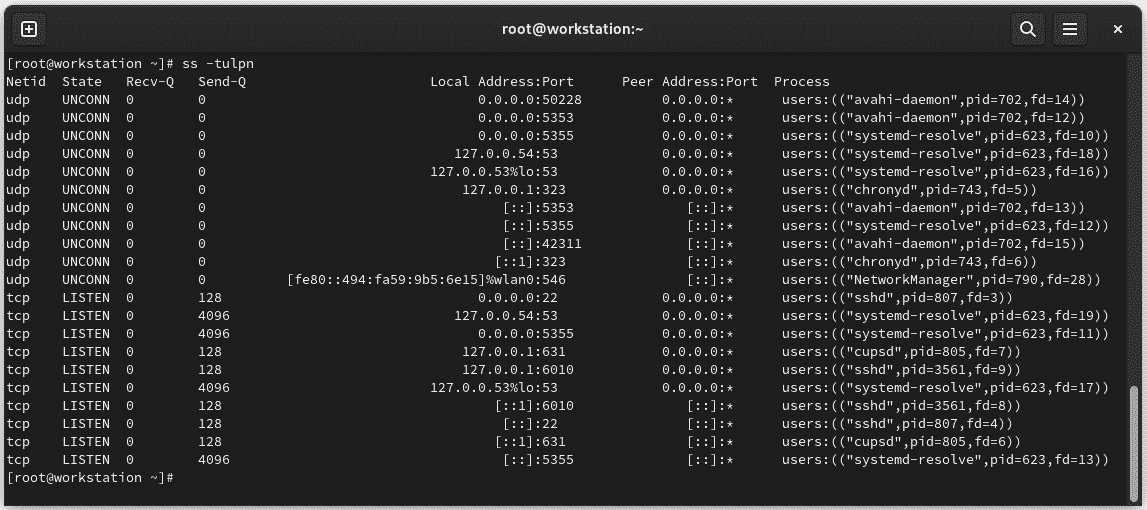 root@workstation:~
[root@workstation ~]# ss -tulpn
Netid State Recv-Q Send-Q Local Address:Port Peer Address:Port Process
udp UNCONN 0 0 0.0.0.0:50228 0.0.0.0:* users:(("avahi-daemon",pid=702,fd=14))
udp UNCONN 0 0 0.0.0.0:5353 0.0.0.0:* users:(("avahi-daemon",pid=702,fd=12))
udp UNCONN 0 0 0.0.0.0:5355 0.0.0.0:* users:(("systemd-resolve",pid=623,fd=10))
udp UNCONN 0 0 127.0.0.54:53 0.0.0.0:* users:(("systemd-resolve",pid=623,fd=18))
udp UNCONN 0 0 127.0.0.53%lo:53 0.0.0.0:* users:(("systemd-resolve",pid=623,fd=16))
udp UNCONN 0 0 127.0.0.1:323 0.0.0.0:* users:(("chronyd",pid=743,fd=5))
udp UNCONN 0 0 [::]:5353 [::]:* users:(("avahi-daemon",pid=702,fd=13))
udp UNCONN 0 0 [::]:5355 [::]:* users:(("systemd-resolve",pid=623,fd=12))
udp UNCONN 0 0 [::]:42311 [::]:* users:(("avahi-daemon",pid=702,fd=15))
udp UNCONN 0 0 [::1]:323 [::]:* users:(("chronyd",pid=743,fd=6))
udp UNCONN 0 0 [fe80::494:fa59:9b5:6e15]%wlan0:546 [::]:* users:(("NetworkManager",pid=790,fd=28))
tcp LISTEN 0 128 0.0.0.0:22 0.0.0.0:* users:(("sshd",pid=807,fd=3))
tcp LISTEN 0 4096 127.0.0.54:53 0.0.0.0:* users:(("systemd-resolve",pid=623,fd=19))
tcp LISTEN 0 4096 0.0.0.0:5355 0.0.0.0:* users:(("systemd-resolve",pid=623,fd=11))
tcp LISTEN 0 128 127.0.0.1:631 0.0.0.0:* users:(("cupsd",pid=805,fd=7))
tcp LISTEN 0 128 127.0.0.1:6010 0.0.0.0:* users:(("sshd",pid=3561,fd=9))
tcp LISTEN 0 4096 127.0.0.53%lo:53 0.0.0.0:* users:(("systemd-resolve",pid=623,fd=17))
tcp LISTEN 0 128 [::1]:6010 [::]:* users:(("sshd",pid=3561,fd=8))
tcp LISTEN 0 128 [::]:22 [::]:* users:(("sshd",pid=807,fd=4))
tcp LISTEN 0 128 [::1]:631 [::]:* users:(("cupsd",pid=805,fd=6))
tcp LISTEN 0 4096 [::]:5355 [::]:* users:(("systemd-resolve",pid=623,fd=13))
[root@workstation ~]#